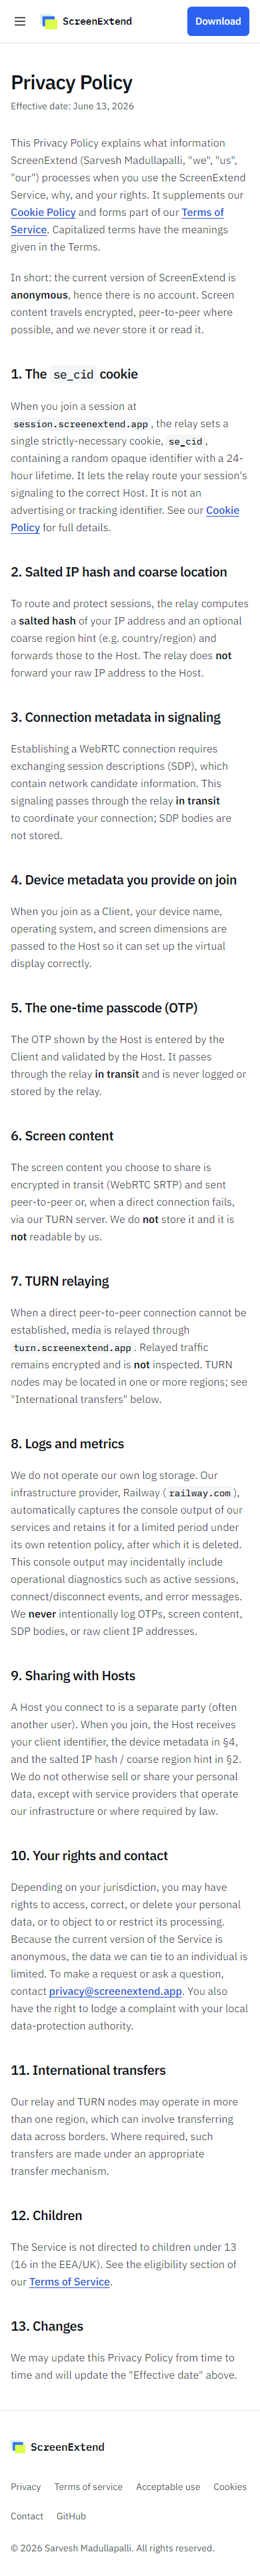 ScreenExtend
Download
Privacy Policy
Effective date: June 13, 2026
This Privacy Policy explains what information
ScreenExtend (Sarvesh Madullapalli, "we", "us",
"our") processes when you use the ScreenExtend
Service, why, and your rights. It supplements our
Cookie Policy and forms part of our Terms of
Service. Capitalized terms have the meanings
given in the Terms.
In short: the current version of ScreenExtend is
anonymous, hence there is no account. Screen
content travels encrypted, peer-to-peer where
possible, and we never store it or read it.
1. The se_cid cookie
When you join a session at
session.screenextend.app, the relay sets a
single strictly-necessary cookie, se_cid,
containing a random opaque identifier with a 24-
hour lifetime. It lets the relay route your session's
signaling to the correct Host. It is not an
advertising or tracking identifier. See our Cookie
Policy for full details.
2. Salted IP hash and coarse location
To route and protect sessions, the relay computes
a salted hash of your IP address and an optional
coarse region hint (e.g. country/region) and
forwards those to the Host. The relay does not
forward your raw IP address to the Host.
3. Connection metadata in signaling
Establishing a WebRTC connection requires
exchanging session descriptions (SDP), which
contain network candidate information. This
signaling passes through the relay in transit
to coordinate your connection; SDP bodies are
not stored.
4. Device metadata you provide on join
When you join as a Client, your device name,
operating system, and screen dimensions are
passed to the Host so it can set up the virtual
display correctly.
5. The one-time passcode (OTP)
The OTP shown by the Host is entered by the
Client and validated by the Host. It passes
through the relay in transit and is never logged or
stored by the relay.
6. Screen content
The screen content you choose to share is
encrypted in transit (WebRTC SRTP) and sent
peer-to-peer or, when a direct connection fails,
via our TURN server. We do not store it and it is
not readable by us.
7. TURN relaying
When a direct peer-to-peer connection cannot be
established, media is relayed through
turn.screenextend.app. Relayed traffic
remains encrypted and is not inspected. TURN
nodes may be located in one or more regions; see
"International transfers" below.
8. Logs and metrics
We do not operate our own log storage. Our
infrastructure provider, Railway (railway.com),
automatically captures the console output of our
services and retains it for a limited period under
its own retention policy, after which it is deleted.
This console output may incidentally include
operational diagnostics such as active sessions,
connect/disconnect events, and error messages.
We never intentionally log OTPs, screen content,
SDP bodies, or raw client IP addresses.
9. Sharing with Hosts
A Host you connect to is a separate party (often
another user). When you join, the Host receives
your client identifier, the device metadata in §4,
and the salted IP hash / coarse region hint in §2.
We do not otherwise sell or share your personal
data, except with service providers that operate
our infrastructure or where required by law.
10. Your rights and contact
Depending on your jurisdiction, you may have
rights to access, correct, or delete your personal
data, or to object to or restrict its processing.
Because the current version of the Service is
anonymous, the data we can tie to an individual is
limited. To make a request or ask a question,
contact privacy@screenextend.app. You also
have the right to lodge a complaint with your local
data-protection authority.
11. International transfers
Our relay and TURN nodes may operate in more
than one region, which can involve transferring
data across borders. Where required, such
transfers are made under an appropriate
transfer mechanism.
12. Children
The Service is not directed to children under 13
(16 in the EEA/UK). See the eligibility section of
our Terms of Service.
13. Changes
We may update this Privacy Policy from time to
time and will update the "Effective date" above.
ScreenExtend
Privacy Terms of service Acceptable use Cookies
Contact GitHub
© 2026 Sarvesh Madullapalli. All rights reserved.